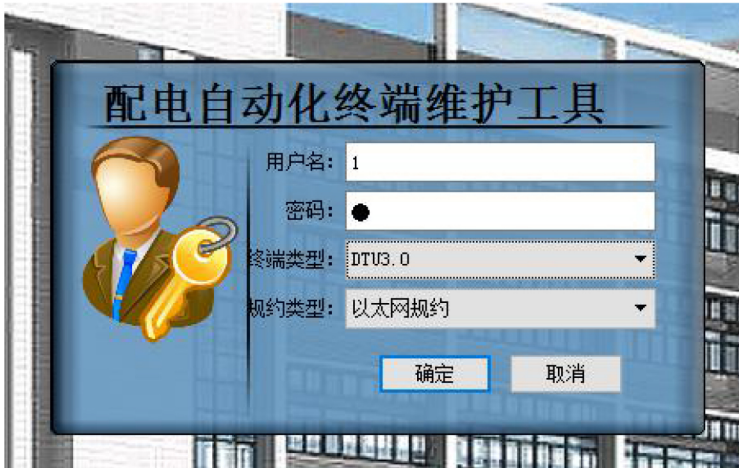 配电自动化终端维护工具
用户名: 1
密码: ●
终端类型: DTU3.0
规约类型: 以太网规约
确定 取消